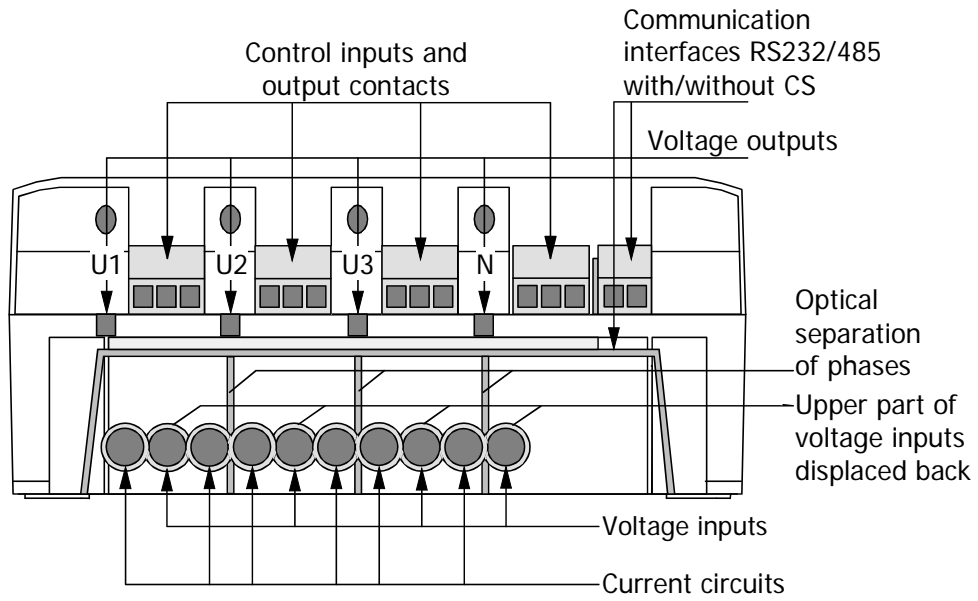 Communication
interfaces RS232/485
with/without CS
Control inputs and
output contacts
Voltage outputs
U1
U2
U3
N
Optical
separation
of phases
Upper part of
voltage inputs
displaced back
Voltage inputs
Current circuits